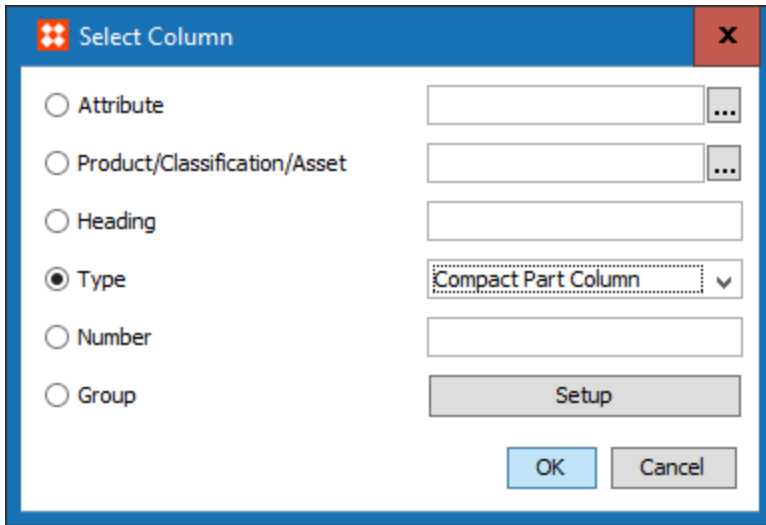 Select Column
x
Attribute
...
Product/Classification/Asset
...
Heading
Type
Compact Part Column
Number
Group
Setup
OK
Cancel